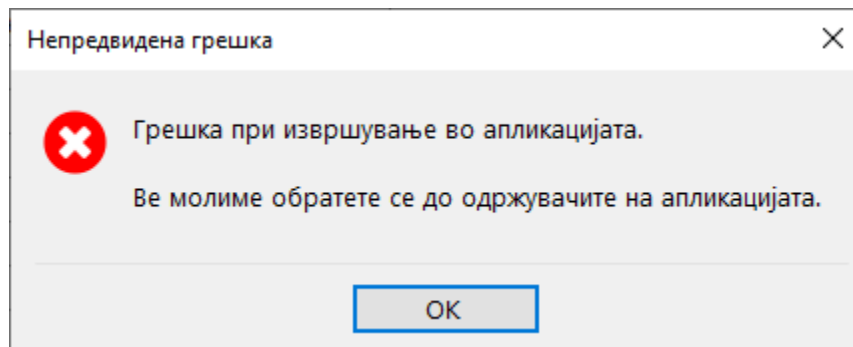 Непредвидена грешка
Грешка при извршување во апликацијата.
Ве молиме обратете се до одржувачите на апликацијата.
OK